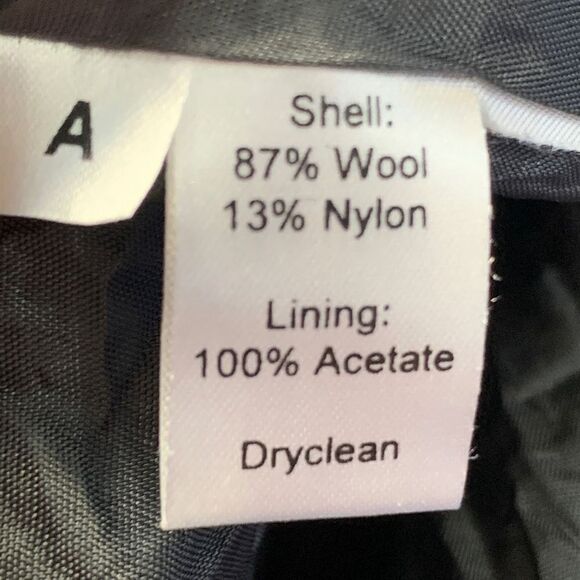 A
Shell:
87% Wool
13% Nylon
Lining:
100% Acetate
Dryclean